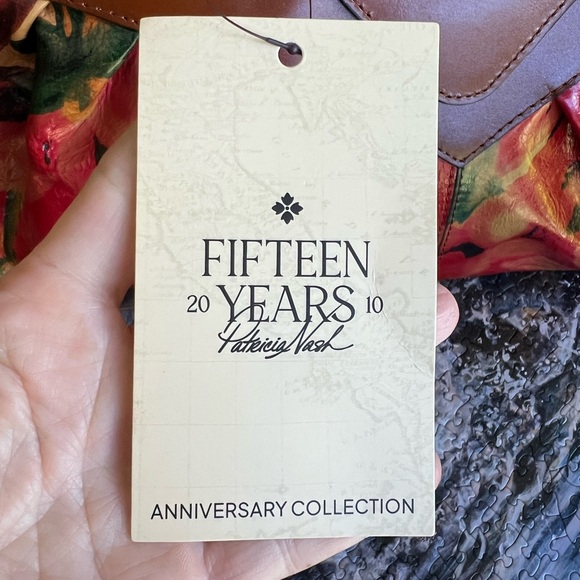 FIFTEEN
20 YEARS 10
Patricia Nash
ANNIVERSARY COLLECTION